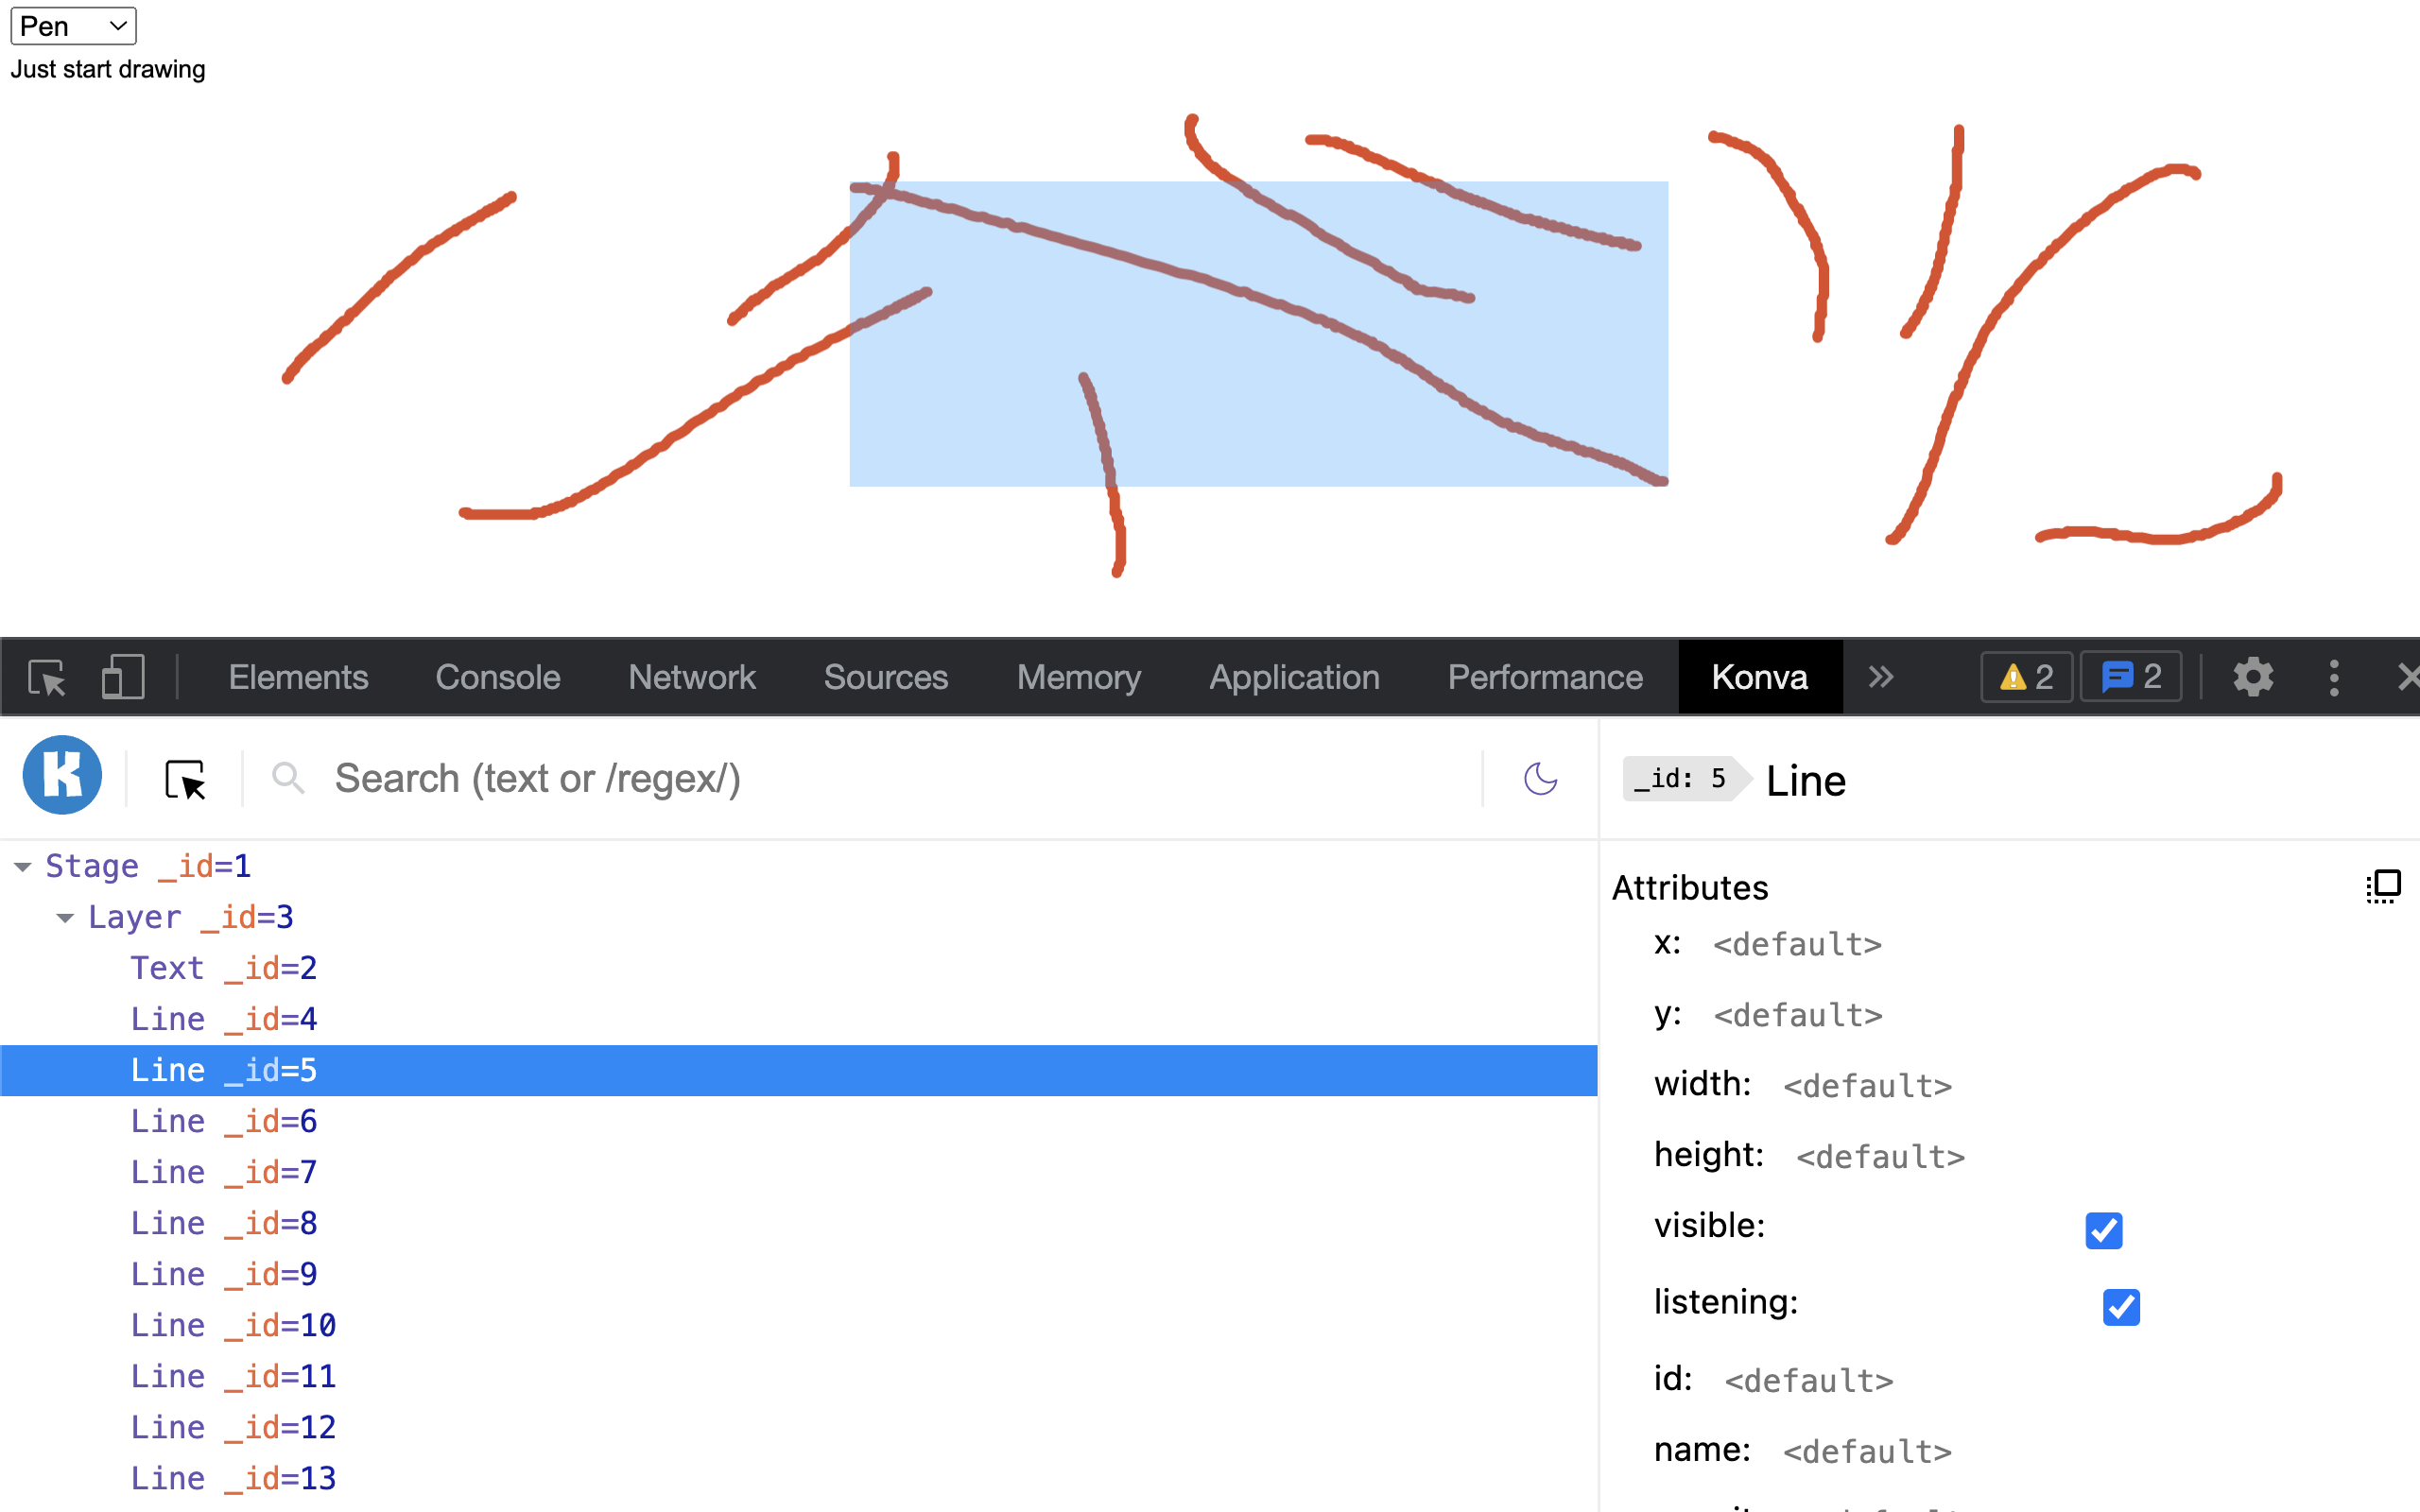 Pen
Just start drawing
Elements Console Network Sources Memory Application Performance Konva 2 2
K Search (text or /regex/) _id: 5 Line
Stage _id=1
Attributes
Layer _id=3
x: <default>
Text _id=2
y: <default>
Line _id=4
Line _id=5
width: <default>
Line _id=6
height: <default>
Line _id=7
visible:
Line _id=8
Line _id=9
listening:
Line _id=10
Line _id=11
id: <default>
Line _id=12
name: <default>
Line _id=13